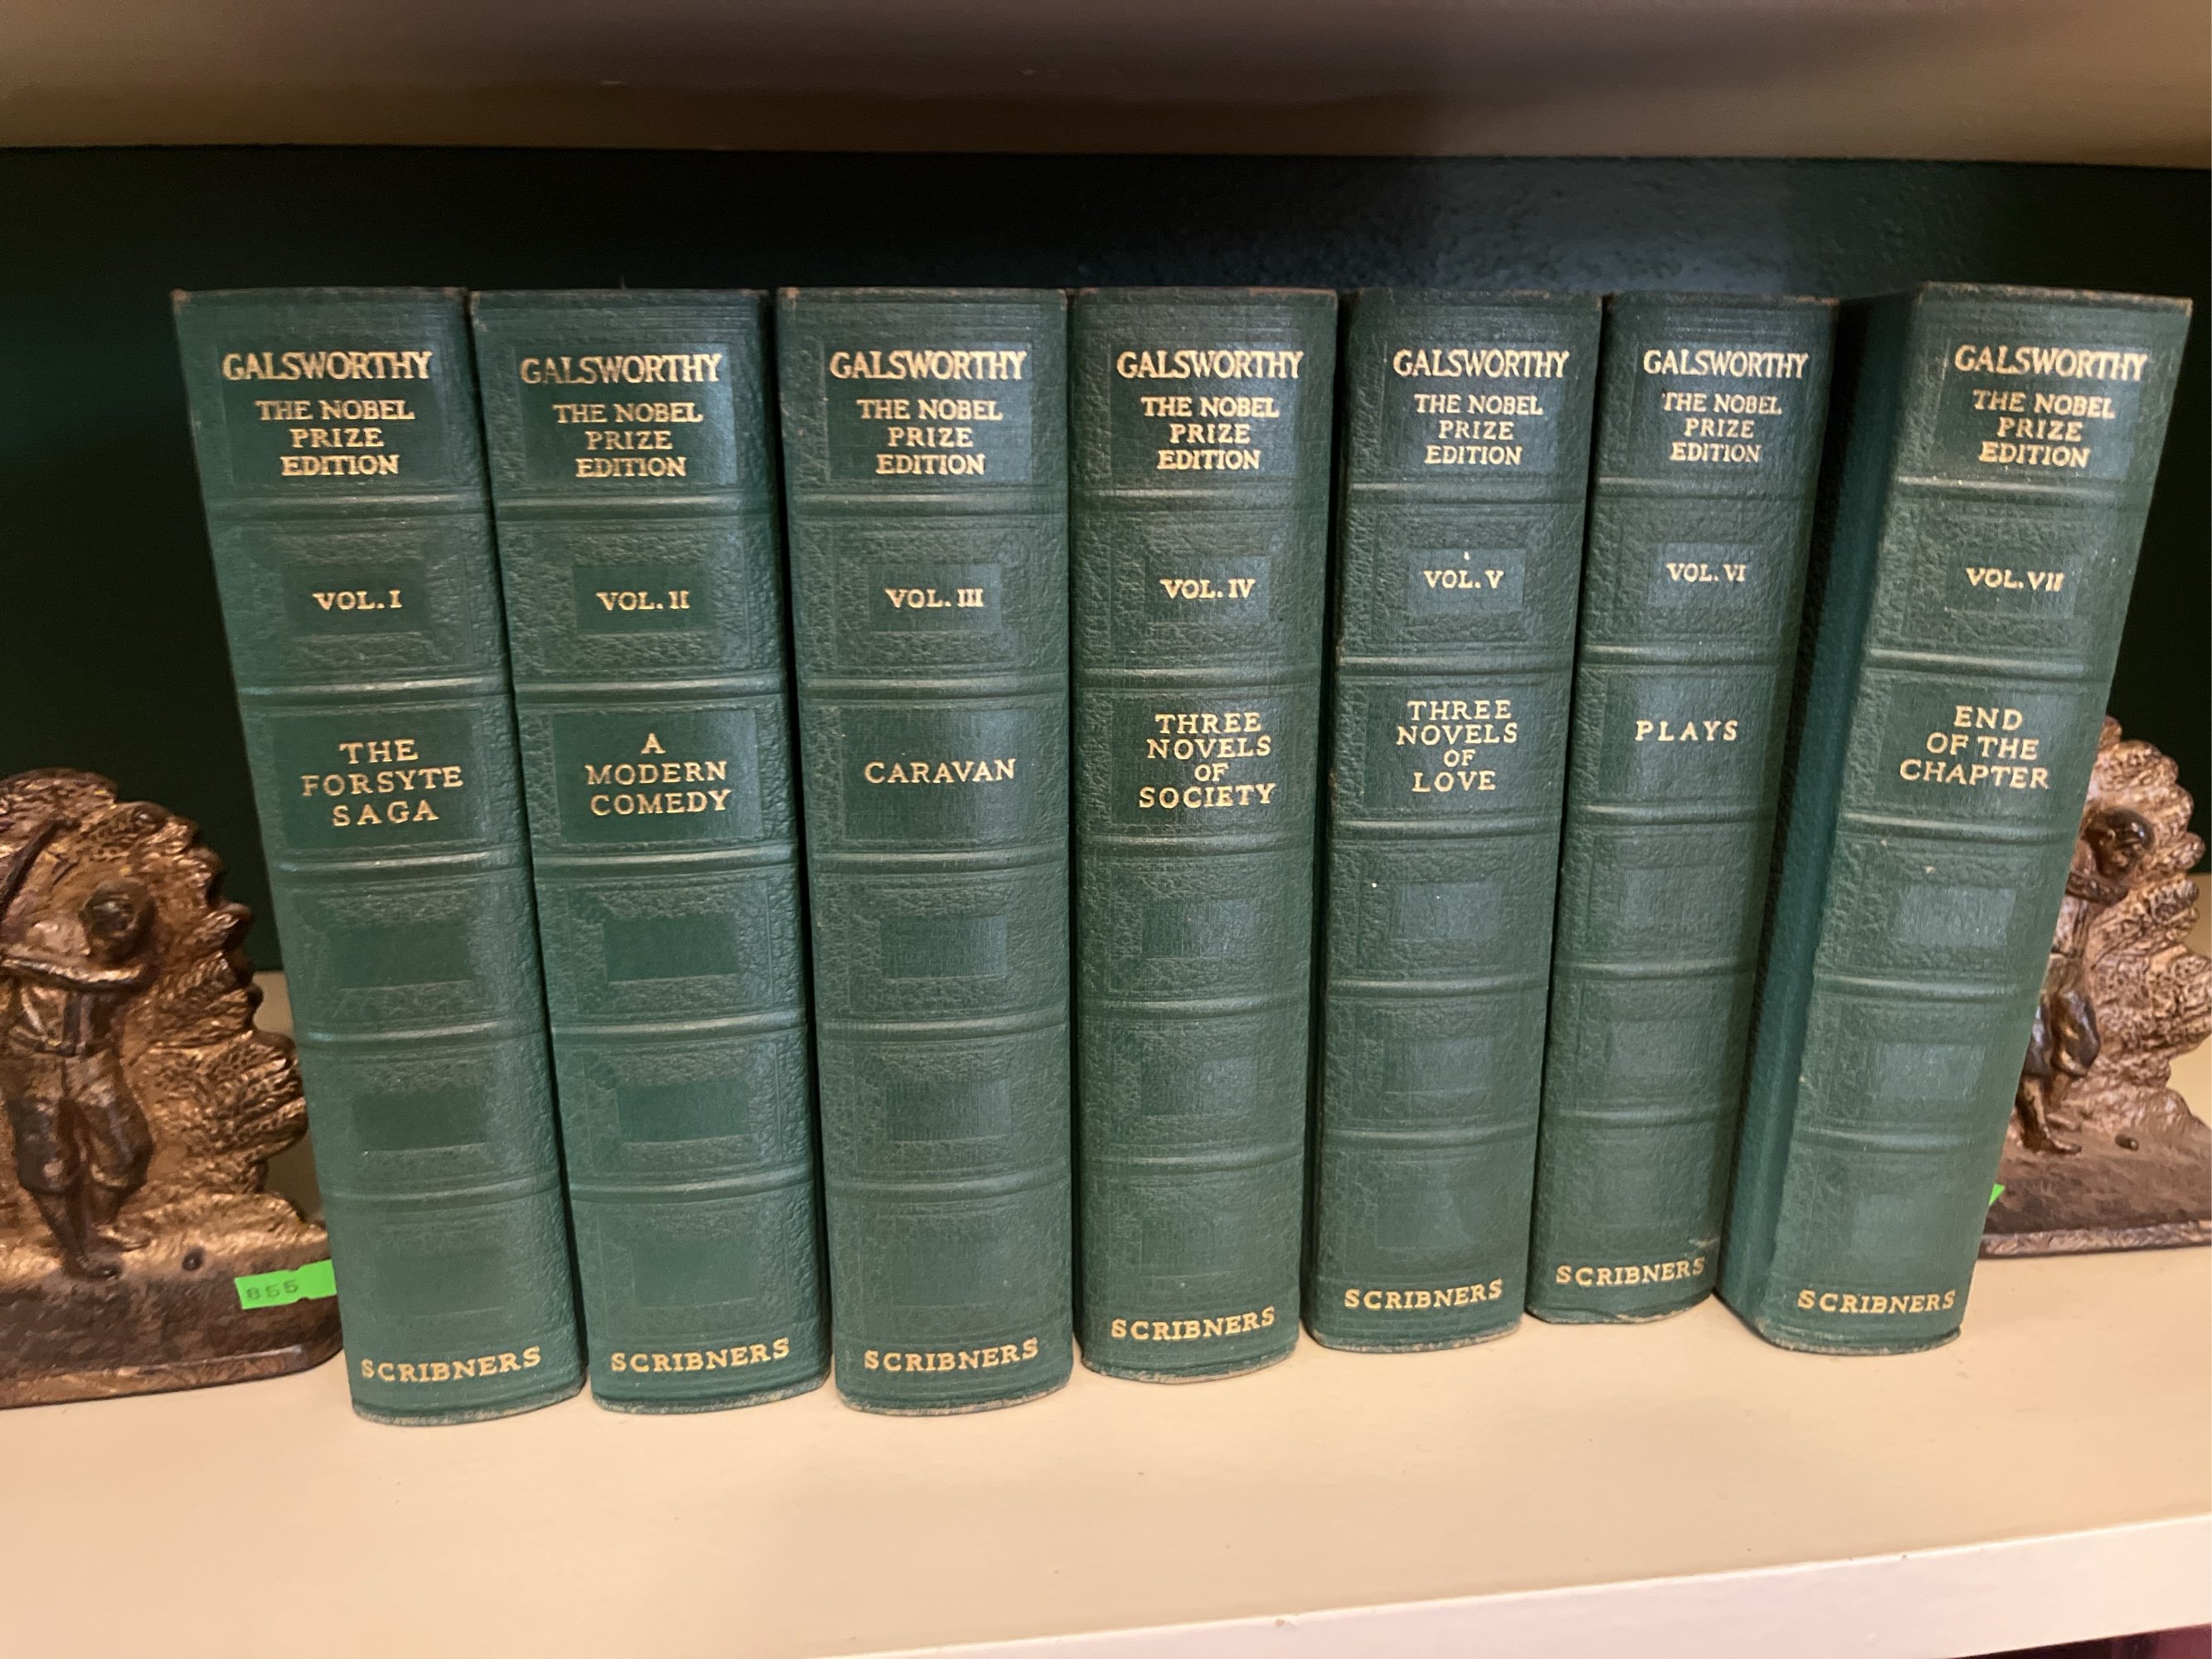 GALSWORTHY
THE NOBEL
PRIZE
EDITION
VOL. I
THE
FORSYTE
SAGA
SCRIBNERS
GALSWORTHY
THE NOBEL
PRIZE
EDITION
VOL. II
A
MODERN
COMEDY
SCRIBNERS
GALSWORTHY
THE NOBEL
PRIZE
EDITION
VOL. III
CARAVAN
SCRIBNERS
GALSWORTHY
THE NOBEL
PRIZE
EDITION
VOL. IV
THREE
NOVELS
OF
SOCIETY
SCRIBNERS
GALSWORTHY
THE NOBEL
PRIZE
EDITION
VOL. V
THREE
NOVELS
OF
LOVE
SCRIBNERS
GALSWORTHY
THE NOBEL
PRIZE
EDITION
VOL. VI
PLAYS
SCRIBNERS
GALSWORTHY
THE NOBEL
PRIZE
EDITION
VOL. VII
END
OF THE
CHAPTER
SCRIBNERS
855